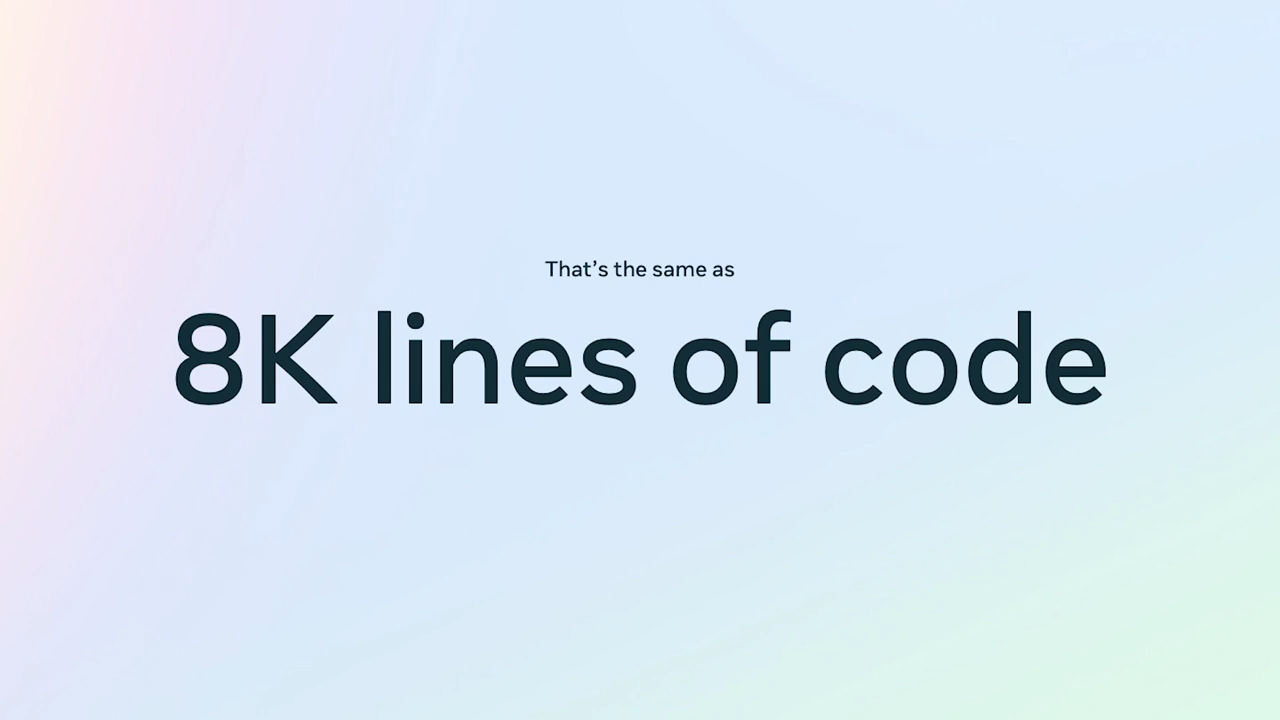 That’s the same as
8K lines of code